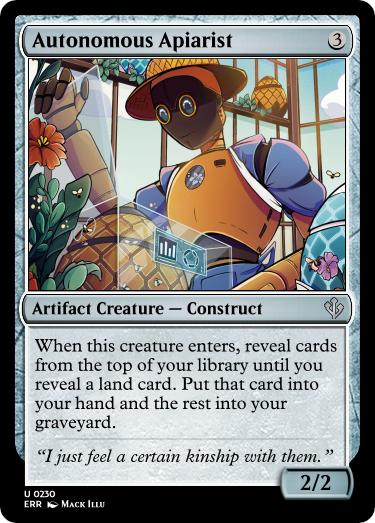 Autonomous Apiarist 3
Artifact Creature — Construct
When this creature enters, reveal cards
from the top of your library until you
reveal a land card. Put that card into
your hand and the rest into your
graveyard.
“I just feel a certain kinship with them.”
2/2
U 0230
ERR Mack Illu